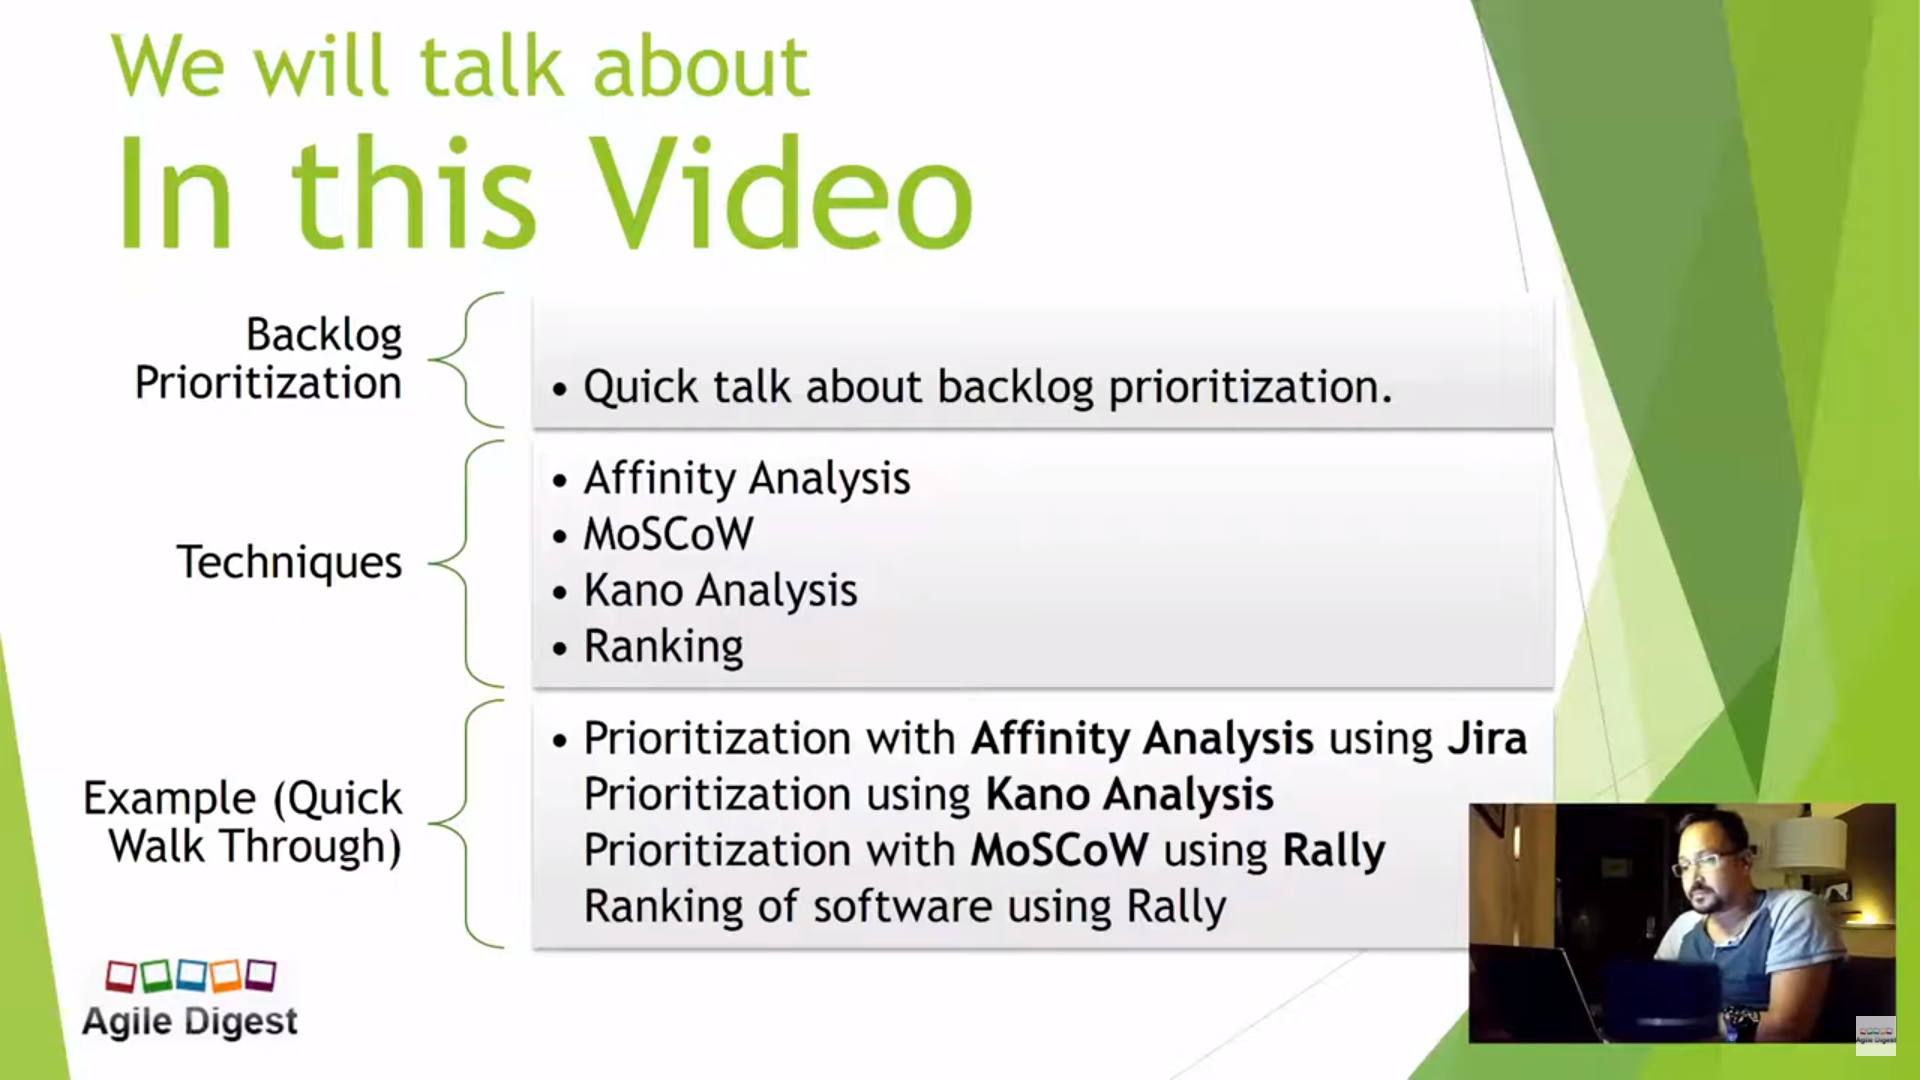 We will talk about
In this Video
Backlog
Prioritization
• Quick talk about backlog prioritization.
Techniques
• Affinity Analysis
• MoSCoW
• Kano Analysis
• Ranking
Example (Quick
Walk Through)
• Prioritization with Affinity Analysis using Jira
Prioritization using Kano Analysis
Prioritization with MoSCoW using Rally
Ranking of software using Rally
Agile Digest
Agile Digest